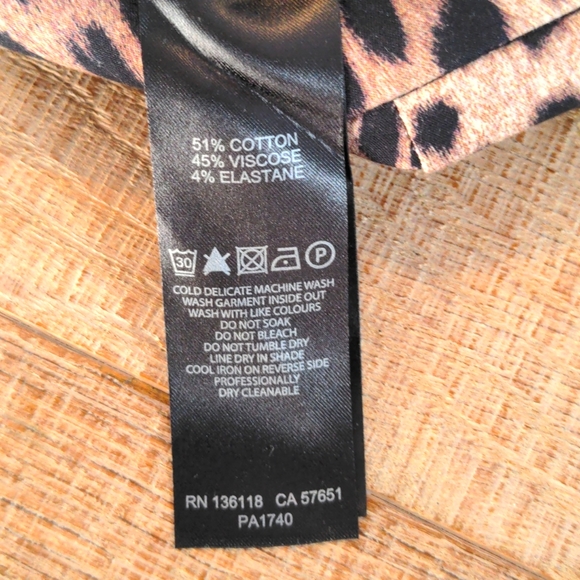 51% COTTON
45% VISCOSE
4% ELASTANE
30 P
COLD DELICATE MACHINE WASH
WASH GARMENT INSIDE OUT
WASH WITH LIKE COLOURS
DO NOT SOAK
DO NOT BLEACH
DO NOT TUMBLE DRY
LINE DRY IN SHADE
COOL IRON ON REVERSE SIDE
PROFESSIONALLY
DRY CLEANABLE
RN 136118 CA 57651
PA1740